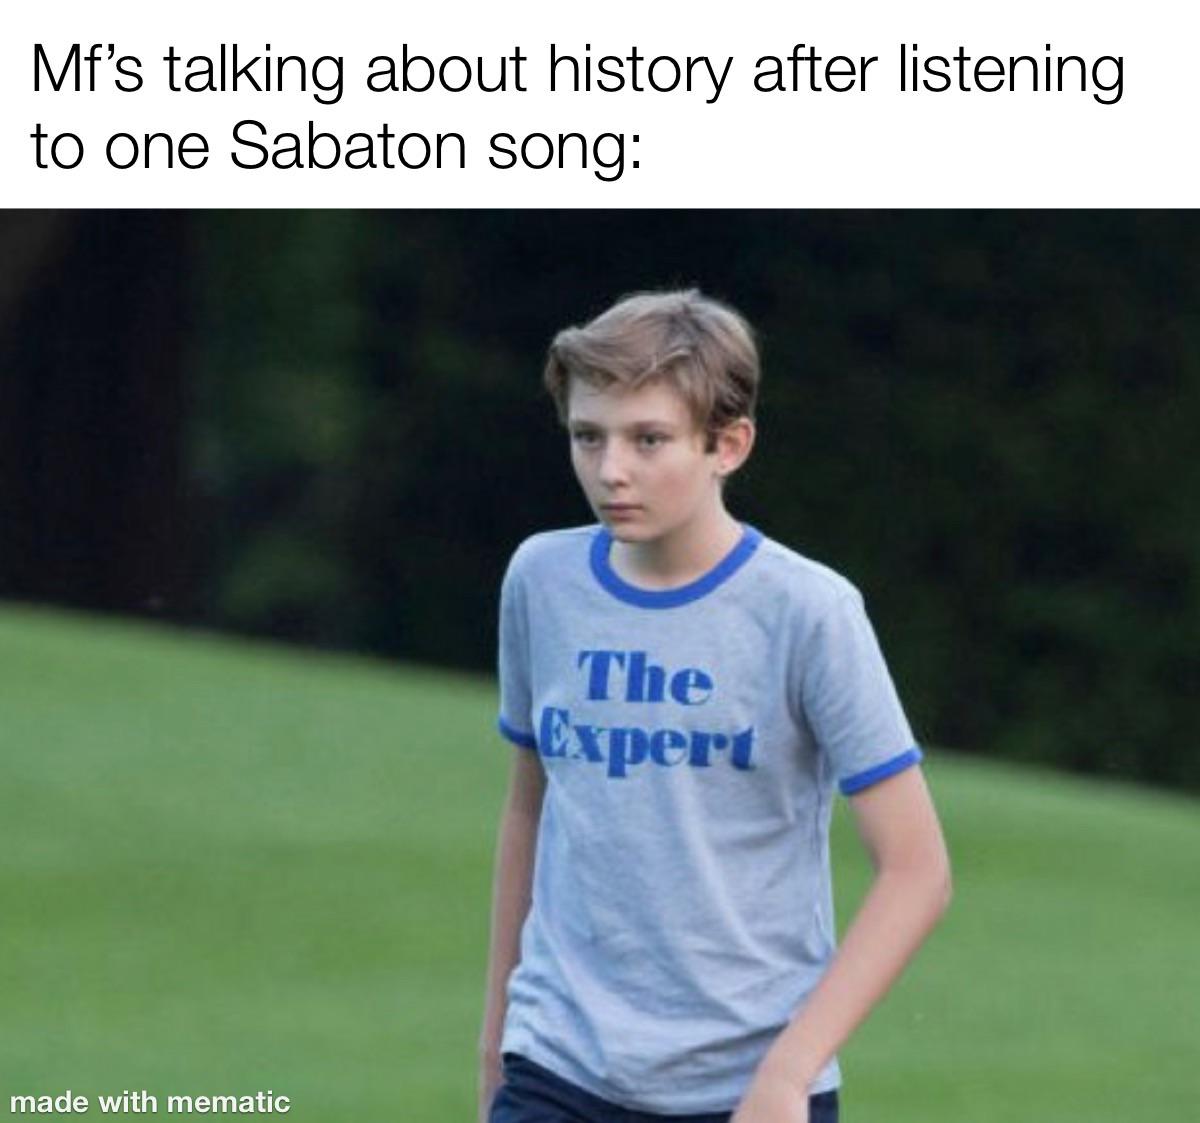 Mf's talking about history after listening
to one Sabaton song:
The
Expert
made with mematic